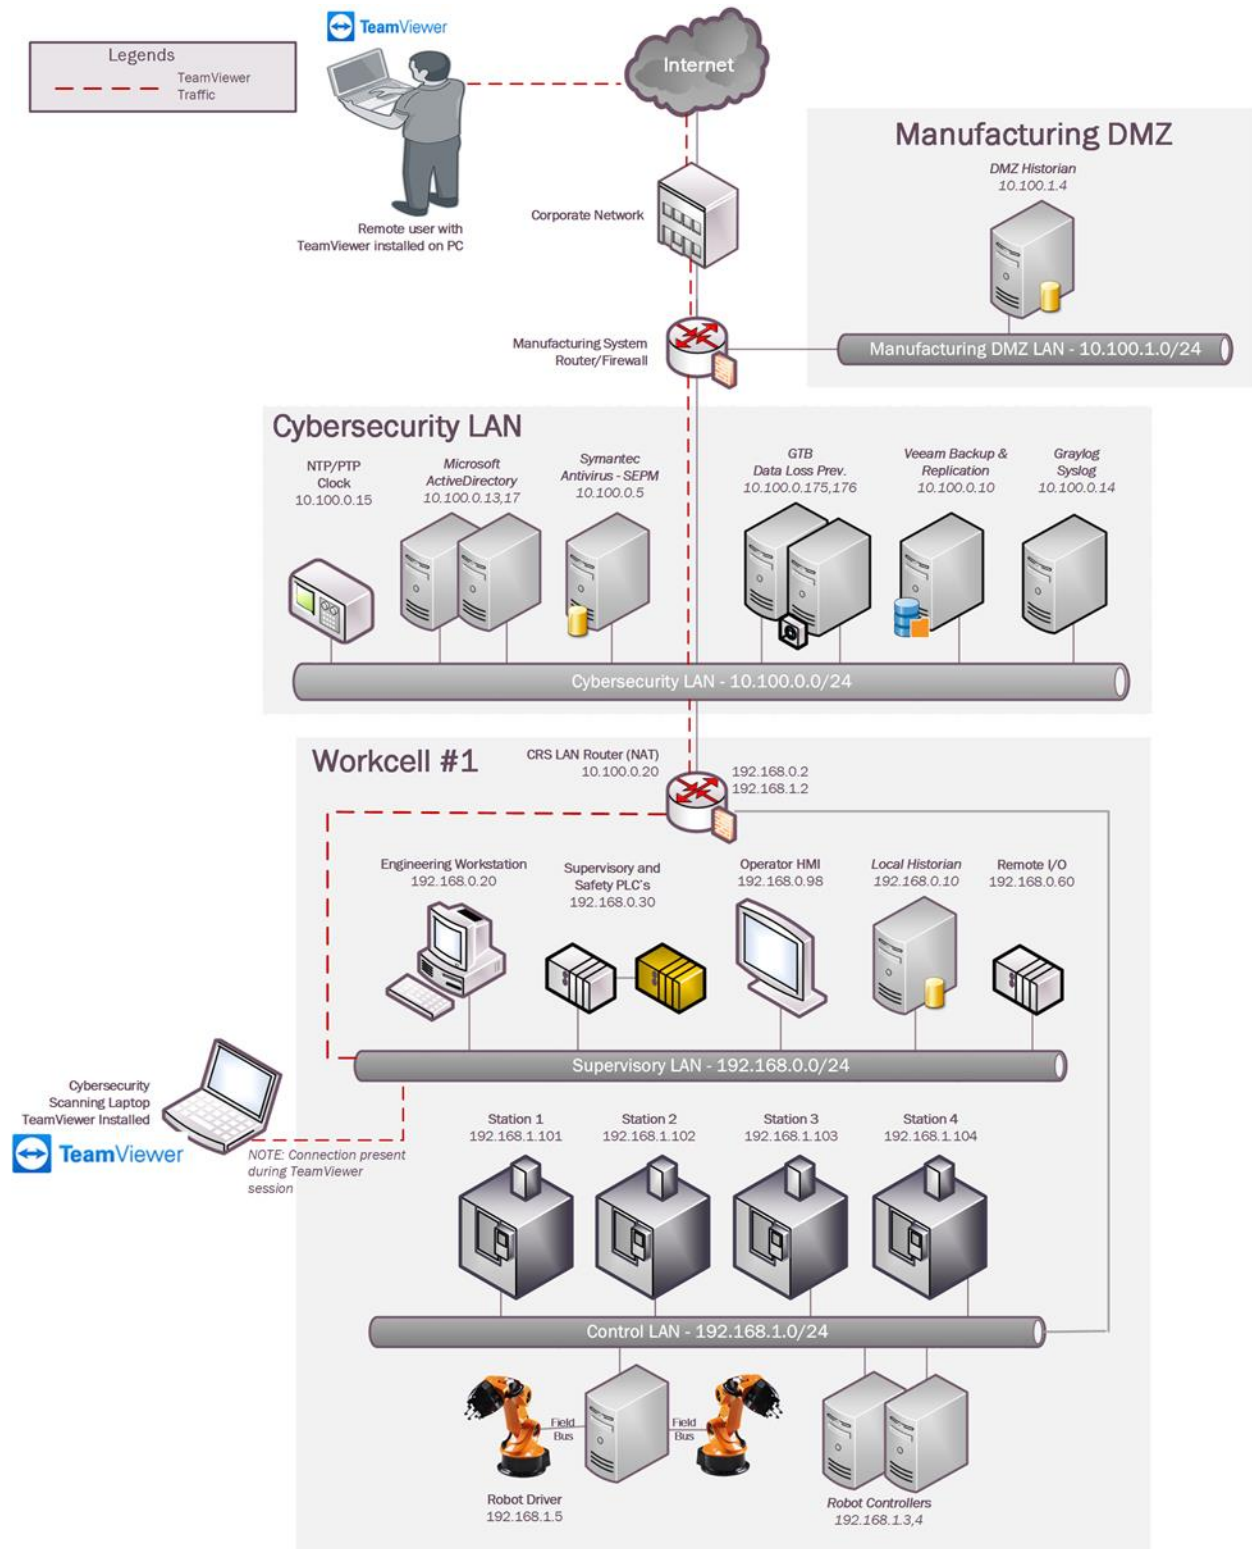 TeamViewer
Legends
TeamViewer
Traffic
Internet
Remote user with
TeamViewer installed on PC
Corporate Network
Manufacturing DMZ
DMZ Historian
10.100.1.4
Manufacturing DMZ LAN - 10.100.1.0/24
Manufacturing System
Router/Firewall
Cybersecurity LAN
NTP/PTP
Clock
10.100.0.15
Microsoft
ActiveDirectory
10.100.0.13,17
Symantec
Antivirus - SEPM
10.100.0.5
GTB
Data Loss Prev.
10.100.0.175,176
Veeam Backup &
Replication
10.100.0.10
Graylog
Syslog
10.100.0.14
Cybersecurity LAN - 10.100.0.0/24
Workcell #1
CRS LAN Router (NAT)
10.100.0.20
192.168.0.2
192.168.1.2
Engineering Workstation
192.168.0.20
Supervisory and
Safety PLC's
192.168.0.30
Operator HMI
192.168.0.98
Local Historian
192.168.0.10
Remote I/O
192.168.0.60
Supervisory LAN - 192.168.0.0/24
Cybersecurity
Scanning Laptop
TeamViewer Installed
TeamViewer
NOTE: Connection present
during TeamViewer
session
Station 1
192.168.1.101
Station 2
192.168.1.102
Station 3
192.168.1.103
Station 4
192.168.1.104
Control LAN - 192.168.1.0/24
Field
Bus
Field
Bus
Robot Driver
192.168.1.5
Robot Controllers
192.168.1.3,4